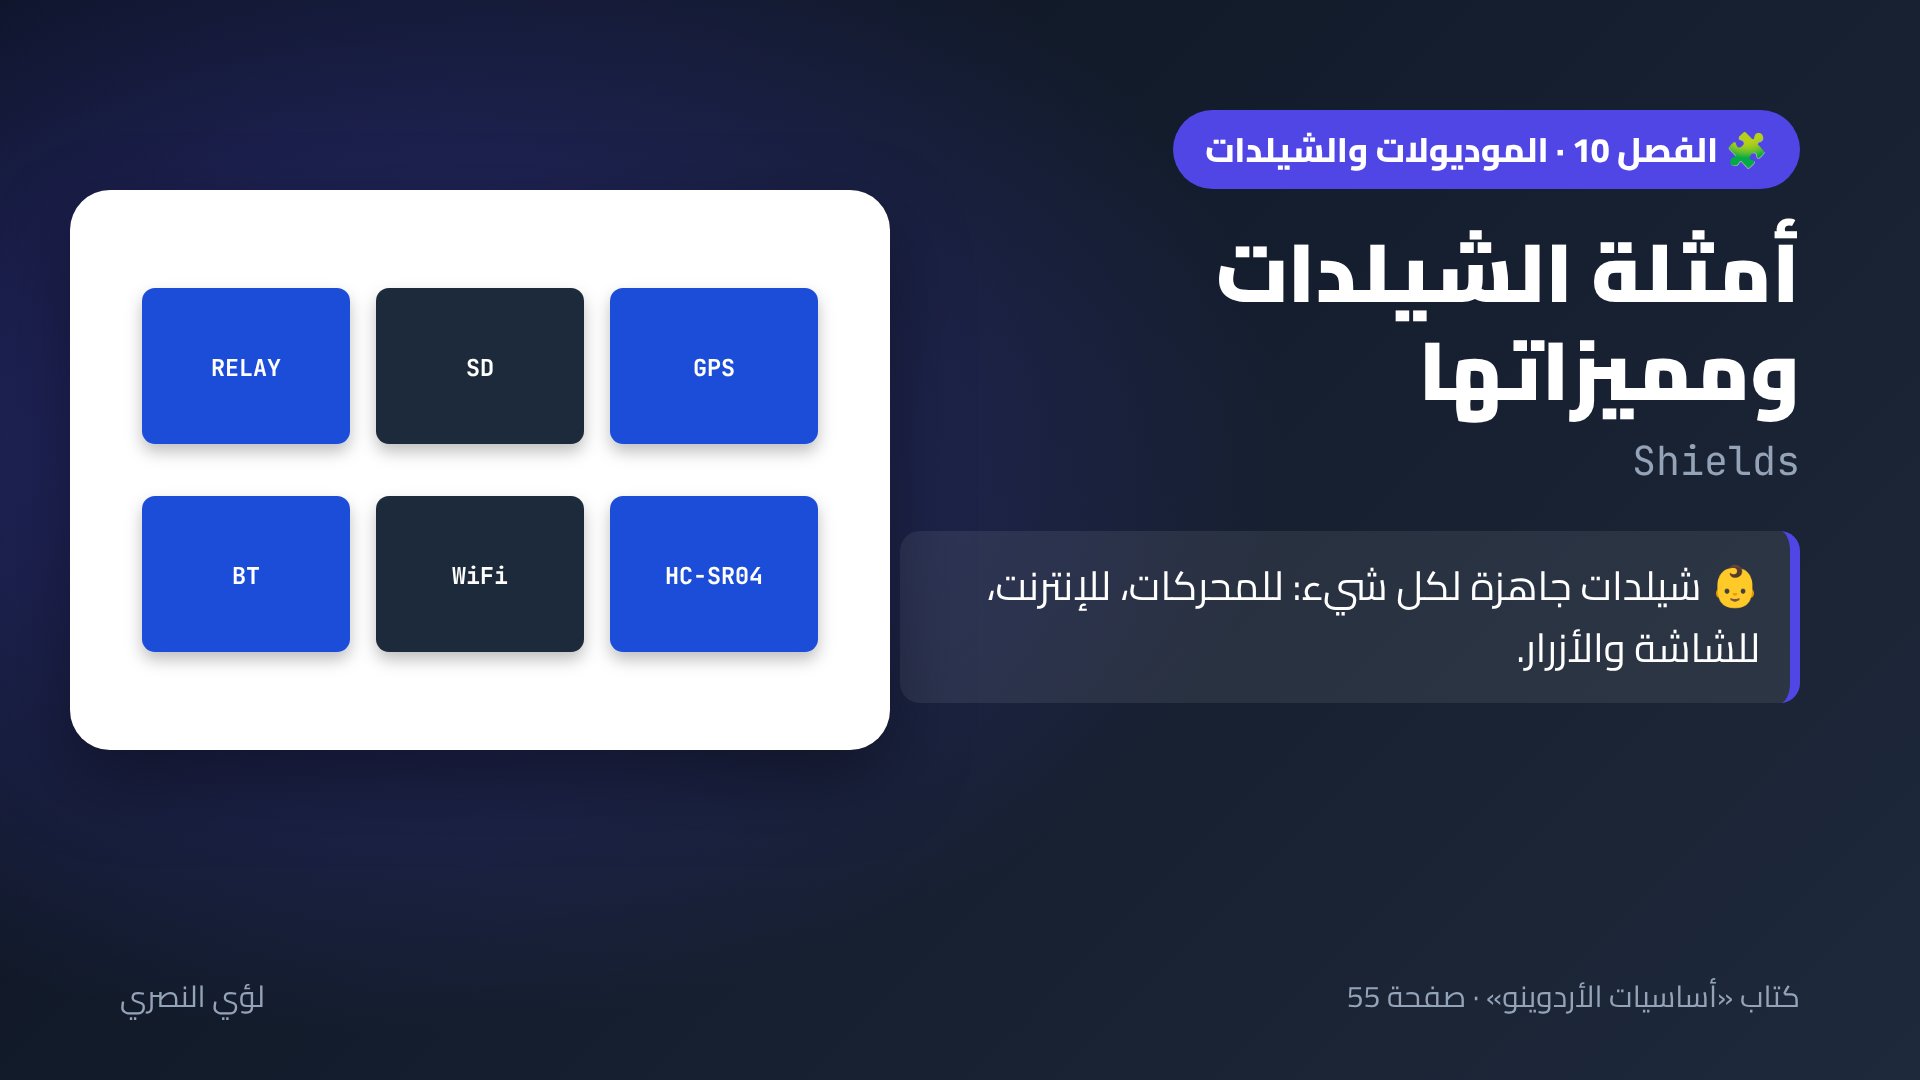 🧩 الفصل 10 · الموديولات والشيلدات
أمثلة الشيلدات
ومميزاتها
Shields
👶 شيلدات جاهزة لكل شيء: للمحركات، للإنترنت،
للشاشة والأزرار.
RELAY
SD
GPS
BT
WiFi
HC-SR04
كتاب «أساسيات الأردوينو» · صفحة 55
لؤي النصري